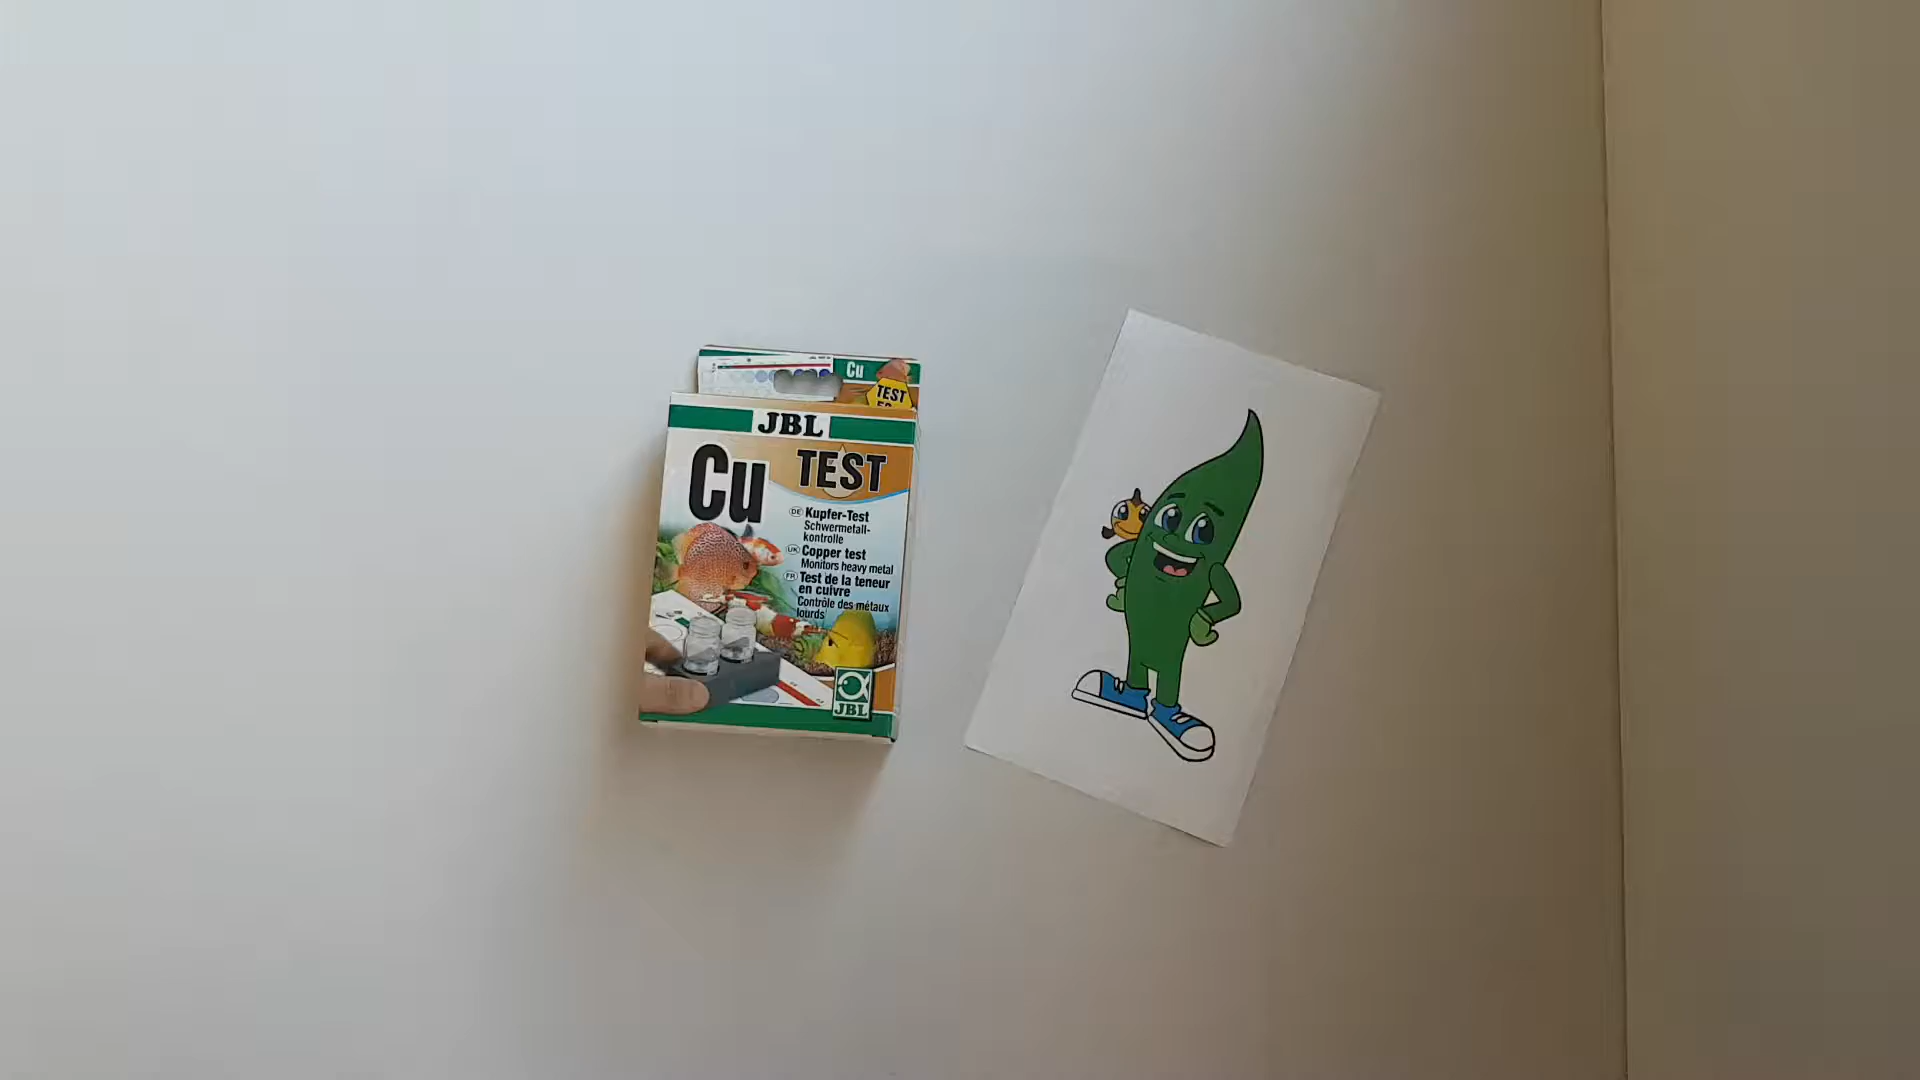 Cu
TEST
JBL
Cu
TEST
DE Kupfer-Test
Schwermetall-
kontrolle
UK Copper test
Monitors heavy metal
FR Test de la teneur
en cuivre
Contrôle des métaux
lourds
JBL